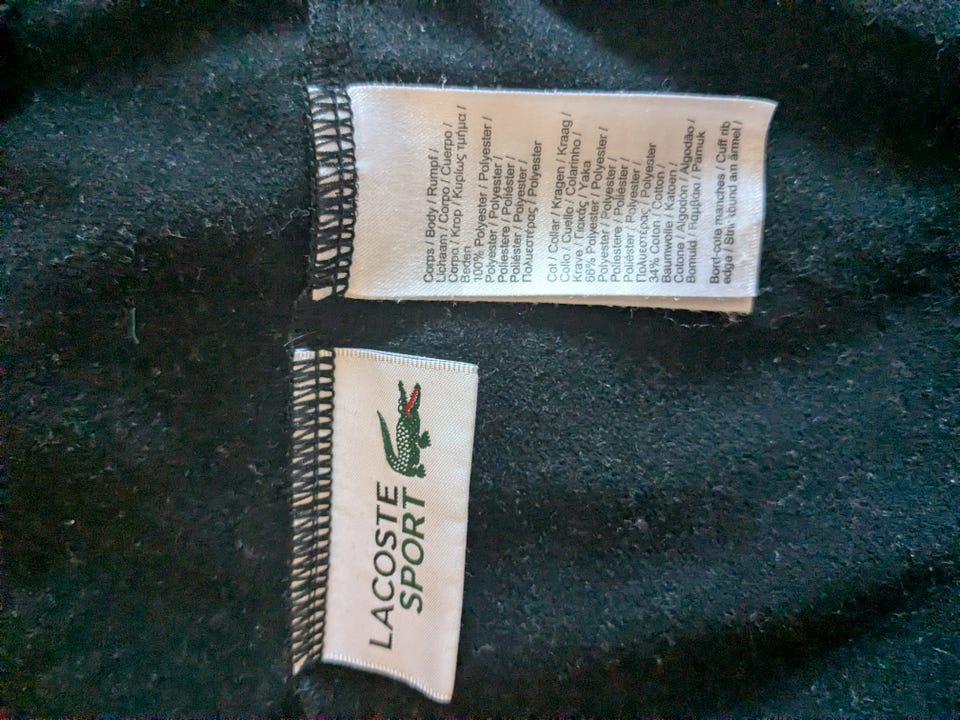 Corps / Body / Rumpf /
Lichaam / Corpo / Cuerpo /
Corpo / Krop / Κυρίως τμήμα /
Beden
100% Polyester / Polyester /
Polyester / Polyester /
Poliestere / Poliéster /
Poliéster / Polyester /
Πολυεστέρας / Polyester
Col / Collar / Kragen / Kraag /
Collo / Cuello / Colarinho /
Krave / Γιακάς / Yaka
66% Polyester / Polyester /
Polyester / Polyester /
Poliestere / Poliéster /
Poliéster / Polyester /
Πολυεστέρας / Polyester
34% Coton / Cotton /
Baumwolle / Katoen /
Cotone / Algodón / Algodão /
Bomuld / Βαμβάκι / Pamuk
Bord-côte manches / Cuff rib
edge / am ärmel /
LACOSTE
SPORT